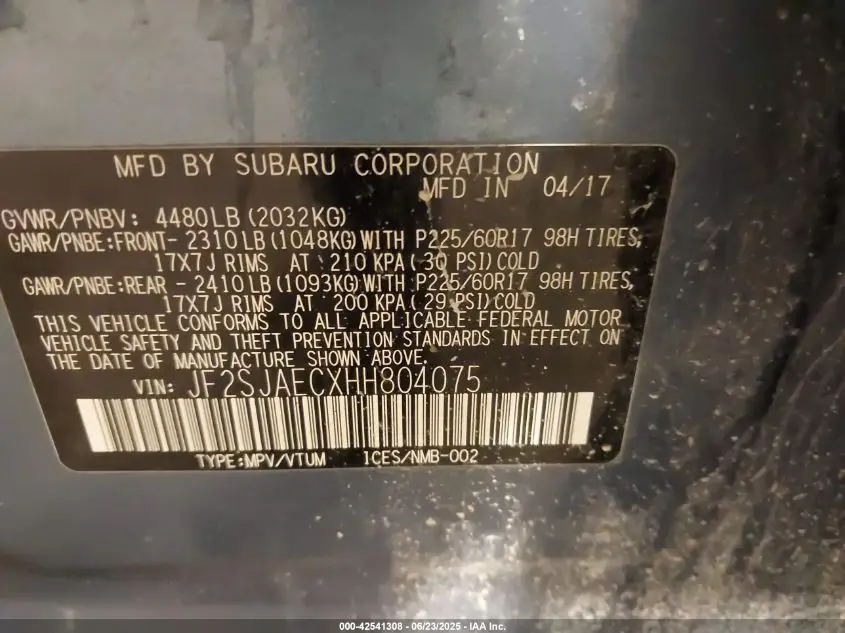 MFD BY SUBARU CORPORATION
MFD IN 04/17
GVWR/PNBV: 4480LB(2032KG)
GAWR/PNBE:FRONT- 2310LB(1048KG)WITH P225/60R17 98H TIRES,
17X7J RIMS AT 210 KPA(30 PSI)COLD
GAWR/PNBE:REAR - 2410LB(1093KG)WITH P225/60R17 98H TIRES,
17X7J RIMS AT 200 KPA(29 PSI)COLD
THIS VEHICLE CONFORMS TO ALL APPLICABLE FEDERAL MOTOR
VEHICLE SAFETY AND THEFT PREVENTION STANDARDS IN EFFECT ON
THE DATE OF MANUFACTURE SHOWN ABOVE.
VIN: JF2SJAECXHH804075
TYPE:MPV/VTUM ICES/NMB-002
000-42541308 - 06/23/2025 - IAA Inc.